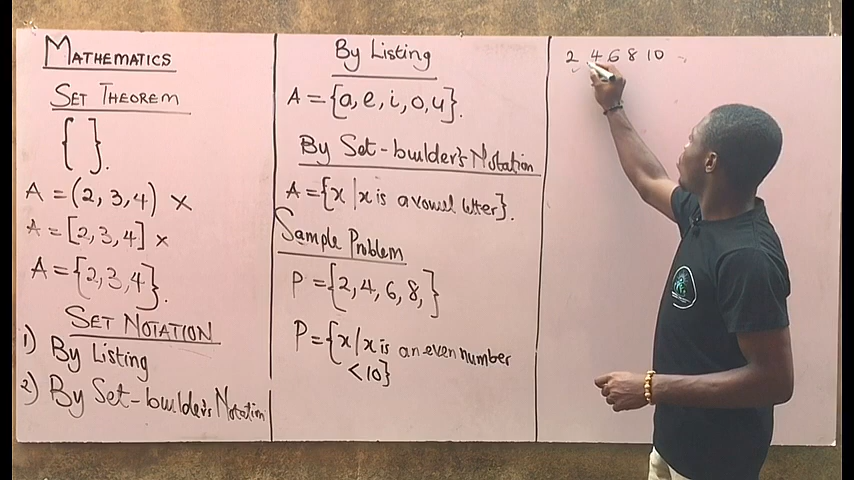 MATHEMATICS
SET THEOREM
{ }.
A = (2, 3, 4) ×
A = [2, 3, 4] ×
A = {2, 3, 4}.
SET NOTATION
1) By Listing
2) By Set-builder's Notation
By Listing
A = {a, e, i, o, u}.
By Set-builder's Notation
A = {x | x is a vowel letter}.
Sample Problem
P = {2, 4, 6, 8, }
P = {x | x is an even number
< 10}
2 4 6 8 10